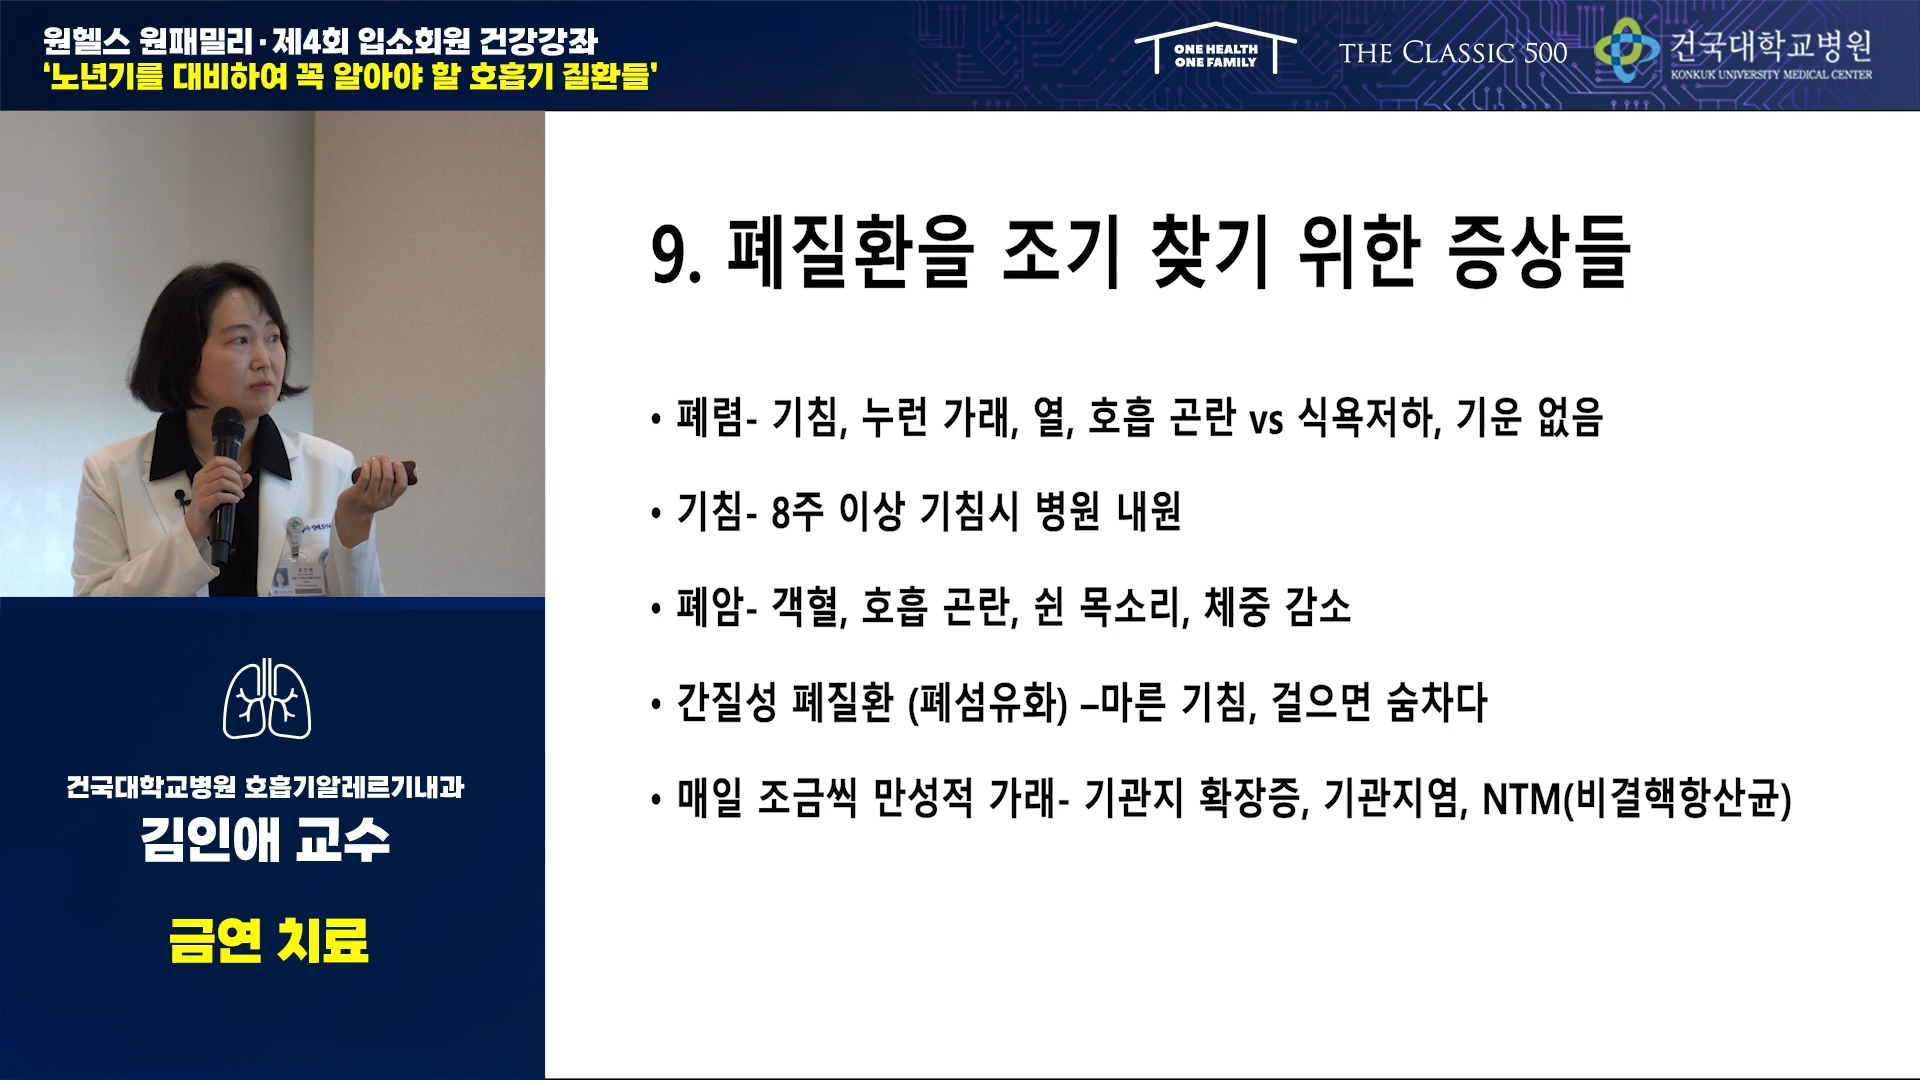 원헬스 원패밀리·제4회 입소회원 건강강좌
'노년기를 대비하여 꼭 알아야 할 호흡기 질환들'
ONE HEALTH
ONE FAMILY
THE CLASSIC 500
건국대학교병원
KONKUK UNIVERSITY MEDICAL CENTER
9. 폐질환을 조기 찾기 위한 증상들
• 폐렴- 기침, 누런 가래, 열, 호흡 곤란 vs 식욕저하, 기운 없음
• 기침- 8주 이상 기침시 병원 내원
• 폐암- 객혈, 호흡 곤란, 쉰 목소리, 체중 감소
• 간질성 폐질환 (폐섬유화) –마른 기침, 걸으면 숨차다
• 매일 조금씩 만성적 가래- 기관지 확장증, 기관지염, NTM(비결핵항산균)
건국대학교병원 호흡기알레르기내과
김인애 교수
금연 치료